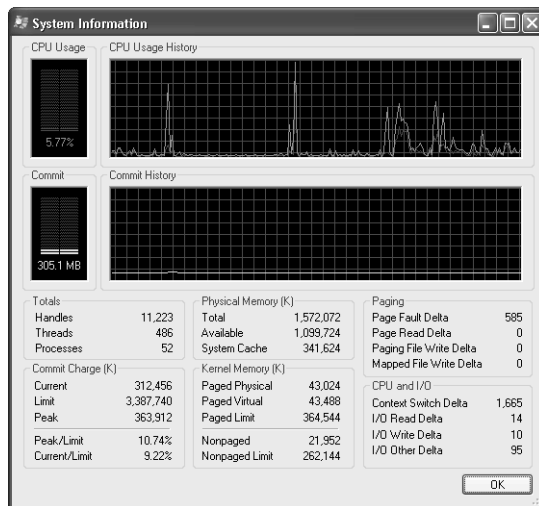 System Information
CPU Usage
CPU Usage History
5.77%
Commit
Commit History
305.1 MB
Totals
Handles 11,223
Threads 486
Processes 52
Commit Charge (K)
Current 312,456
Limit 3,387,740
Peak 363,912
Peak/Limit 10.74%
Current/Limit 9.22%
Physical Memory (K)
Total 1,572,072
Available 1,099,724
System Cache 341,624
Kernel Memory (K)
Paged Physical 43,024
Paged Virtual 43,488
Paged Limit 364,544
Nonpaged 21,952
Nonpaged Limit 262,144
Paging
Page Fault Delta 585
Page Read Delta 0
Paging File Write Delta 0
Mapped File Write Delta 0
CPU and I/O
Context Switch Delta 1,665
I/O Read Delta 14
I/O Write Delta 10
I/O Other Delta 95
OK